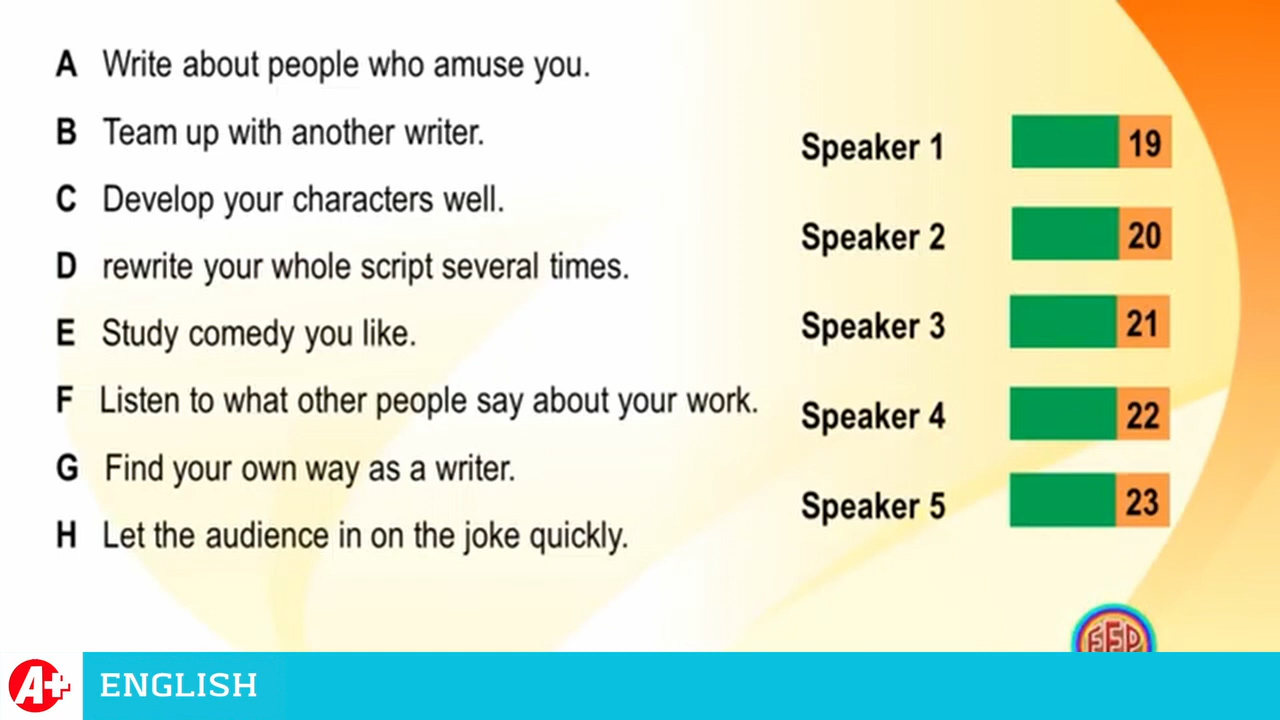 A Write about people who amuse you.
B Team up with another writer.
C Develop your characters well.
D rewrite your whole script several times.
E Study comedy you like.
F Listen to what other people say about your work.
G Find your own way as a writer.
H Let the audience in on the joke quickly.
Speaker 1 19
Speaker 2 20
Speaker 3 21
Speaker 4 22
Speaker 5 23
FFP
A+ ENGLISH